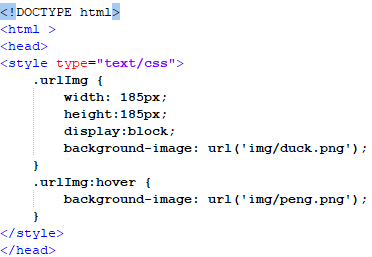 <!DOCTYPE html>
<html >
<head>
<style type="text/css">
    .urlImg {
        width: 185px;
        height:185px;
        display:block;
        background-image: url('img/duck.png');
    }
    .urlImg:hover {
        background-image: url('img/peng.png');
    }
</style>
</head>